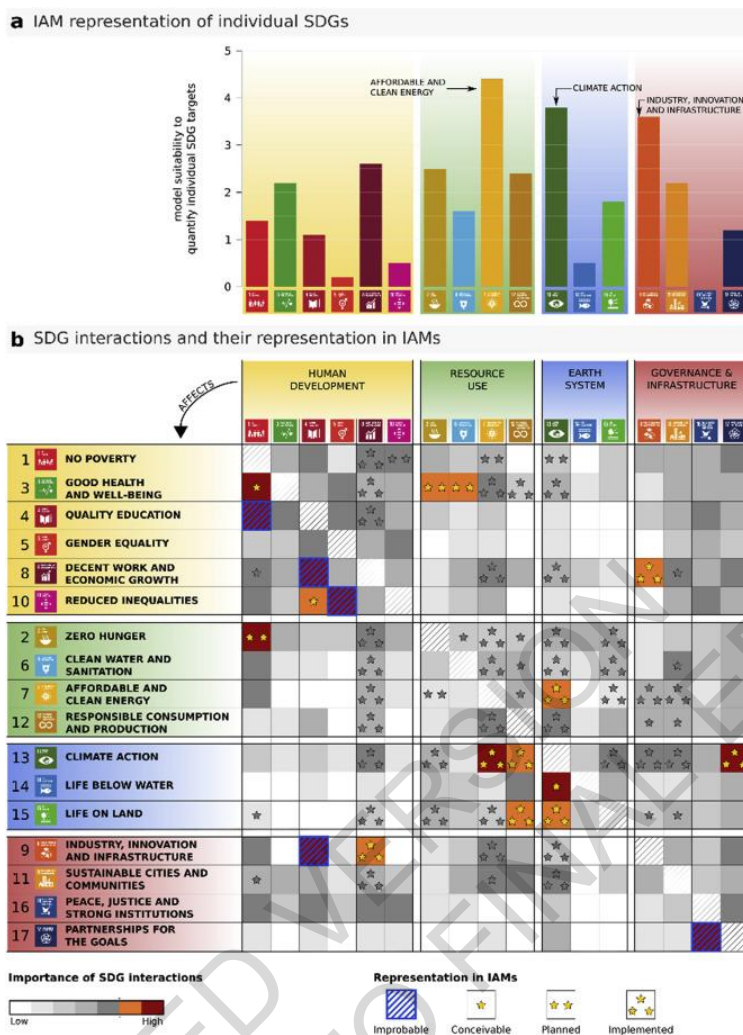 a IAM representation of individual SDGs
model suitability to
quantify individual SDG targets
5
4
3
2
1
0
AFFORDABLE AND
CLEAN ENERGY
CLIMATE ACTION
INDUSTRY, INNOVATION
AND INFRASTRUCTURE
b SDG interactions and their representation in IAMs
AFFECTS
HUMAN
DEVELOPMENT
RESOURCE
USE
EARTH
SYSTEM
GOVERNANCE &
INFRASTRUCTURE
1 NO POVERTY
3 GOOD HEALTH
AND WELL-BEING
4 QUALITY EDUCATION
5 GENDER EQUALITY
8 DECENT WORK AND
ECONOMIC GROWTH
10 REDUCED INEQUALITIES
2 ZERO HUNGER
6 CLEAN WATER AND
SANITATION
7 AFFORDABLE AND
CLEAN ENERGY
12 RESPONSIBLE CONSUMPTION
AND PRODUCTION
13 CLIMATE ACTION
14 LIFE BELOW WATER
15 LIFE ON LAND
9 INDUSTRY, INNOVATION
AND INFRASTRUCTURE
11 SUSTAINABLE CITIES AND
COMMUNITIES
16 PEACE, JUSTICE AND
STRONG INSTITUTIONS
17 PARTNERSHIPS FOR
THE GOALS
Importance of SDG interactions
Low High
Representation in IAMs
Improbable Conceivable Planned Implemented
VERSION
FINAL